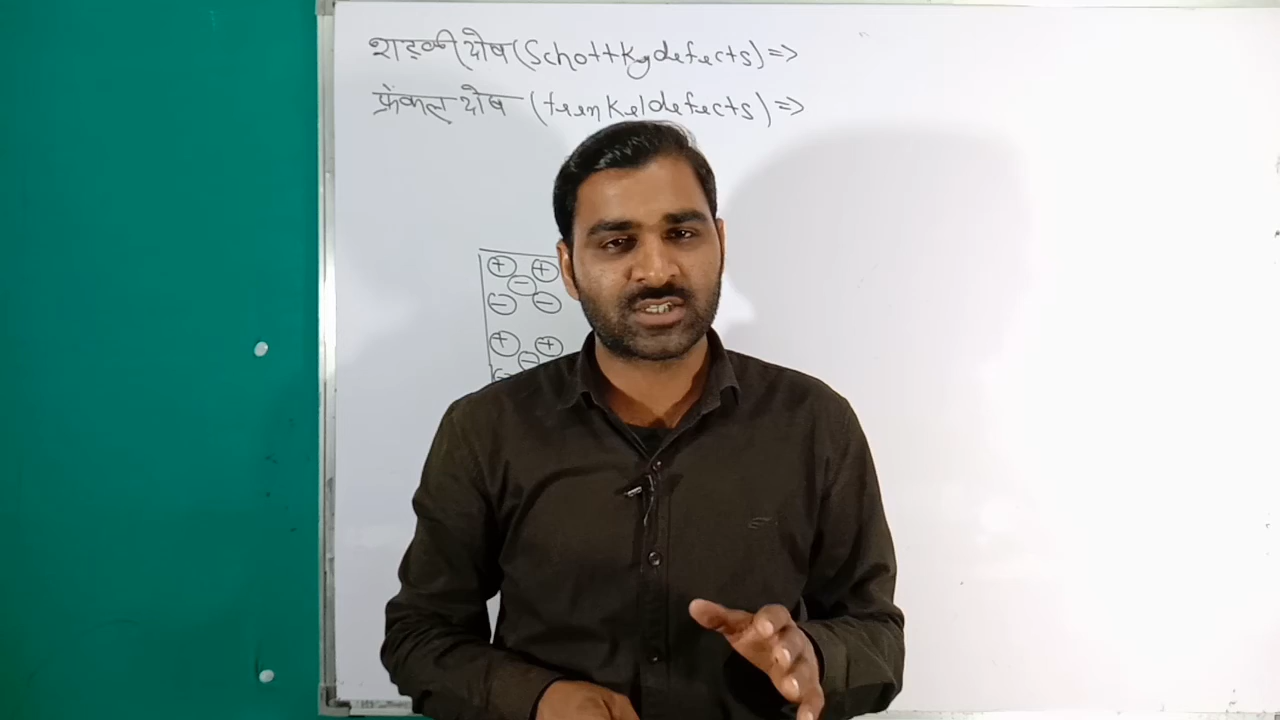 शाट्की दोष (Schottky defects) =>
फ्रेंकल दोष (frenkel defects) =>
+ +
-
- -
+ +
-